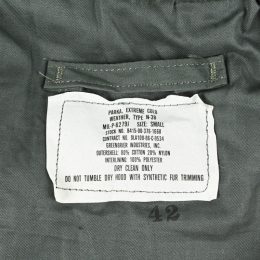 PARKA, EXTREME COLD
WEATHER, TYPE N-3B
MIL-P-6279J SIZE: SMALL
STOCK NO. 8415-00-376-1668
CONTRACT NO. DLA100-86-C-0534
GREENBRIER INDUSTRIES, INC.
OUTERSHELL 80% COTTON 20% NYLON
INTERLINING 100% POLYESTER
DRY CLEAN ONLY
DO NOT TUMBLE DRY HOOD WITH SYNTHETIC FUR TRIMMING
42